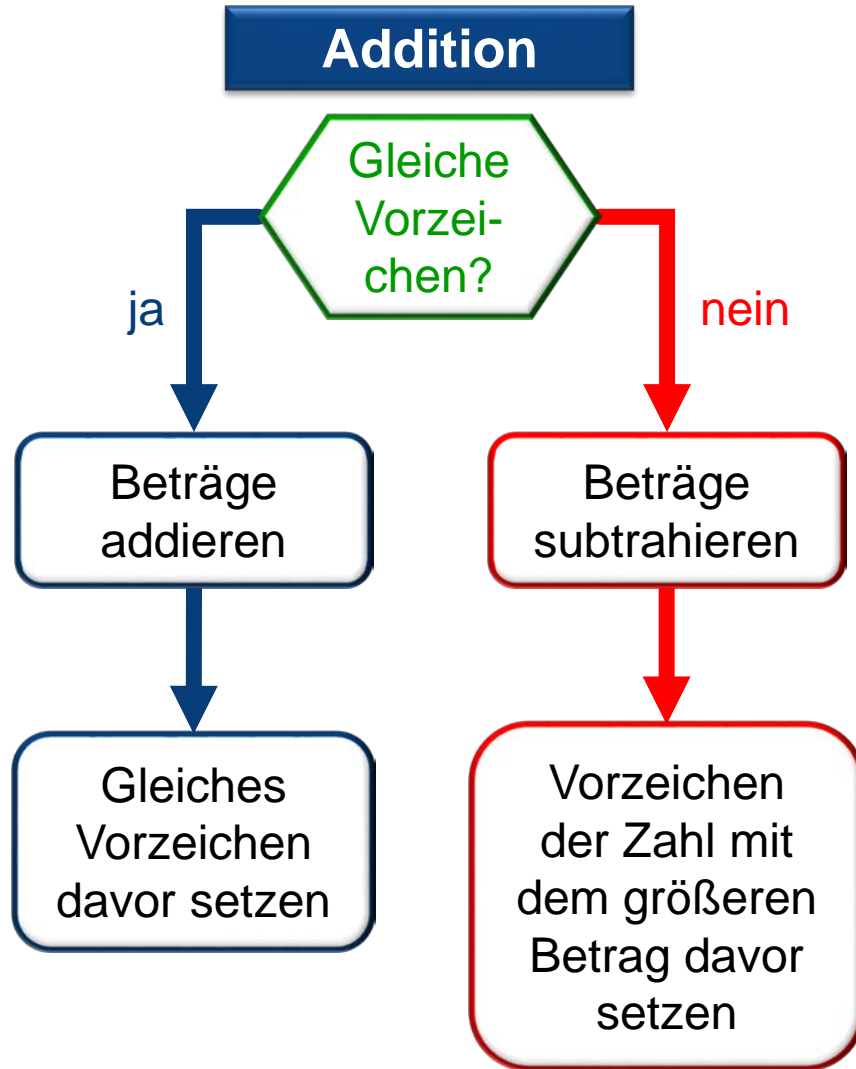 Addition
Gleiche
Vorzei-
chen?
ja
nein
Beträge
addieren
Beträge
subtrahieren
Gleiches
Vorzeichen
davor setzen
Vorzeichen
der Zahl mit
dem größeren
Betrag davor
setzen